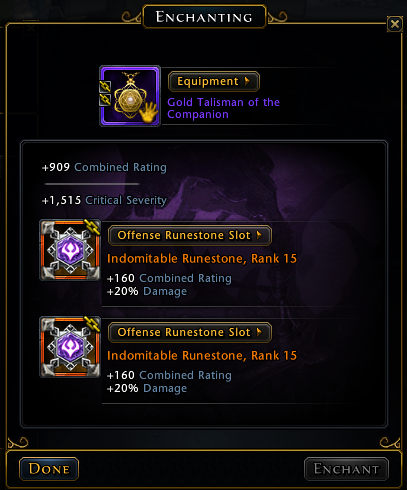 Enchanting
Equipment
Gold Talisman of the
Companion
+909 Combined Rating
+1,515 Critical Severity
Offense Runestone Slot
Indomitable Runestone, Rank 15
+160 Combined Rating
+20% Damage
Offense Runestone Slot
Indomitable Runestone, Rank 15
+160 Combined Rating
+20% Damage
Done
Enchant